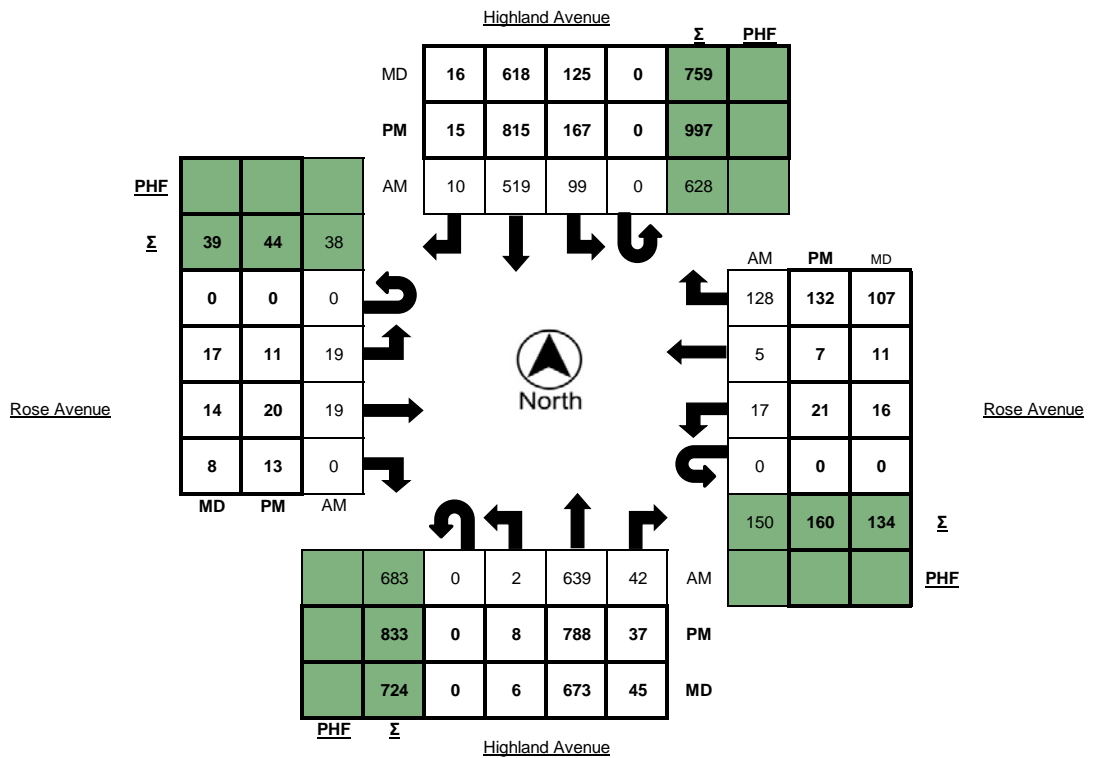 Highland Avenue
Σ PHF
MD 16 618 125 0 759
PM 15 815 167 0 997
AM 10 519 99 0 628
PHF
Σ 39 44 38
0 0 0
17 11 19
14 20 19
8 13 0
MD PM AM
Rose Avenue
North
AM PM MD
128 132 107
5 7 11
17 21 16
0 0 0
150 160 134 Σ
PHF
Rose Avenue
683 0 2 639 42 AM
833 0 8 788 37 PM
724 0 6 673 45 MD
PHF Σ
Highland Avenue